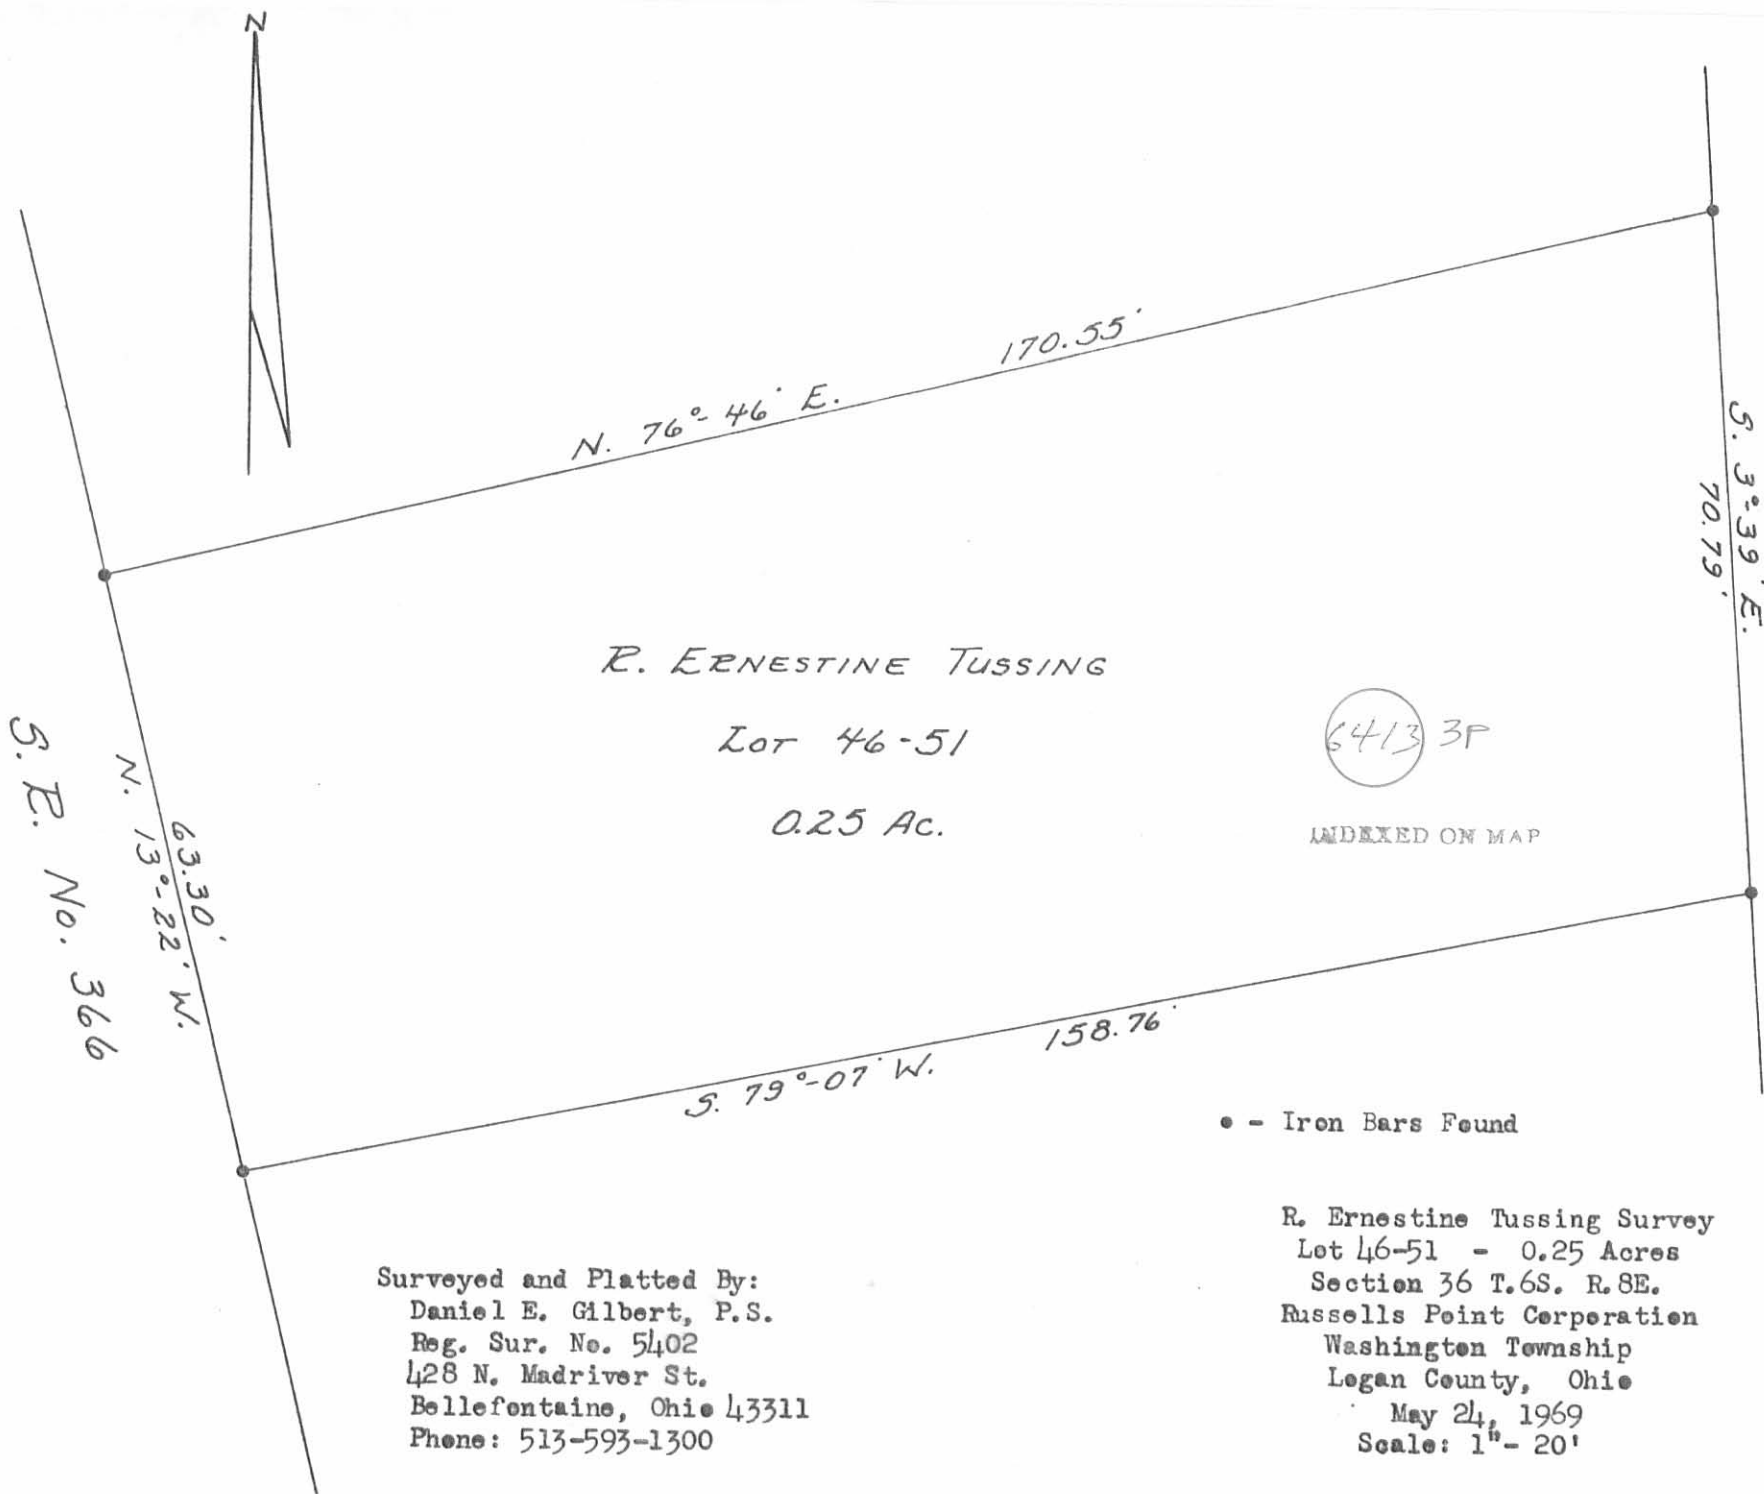 N
N. 76°-46' E.
170.55'
S. 3°-39' E.
70.79'
R. ERNESTINE TUSSING
LOT 46-51
0.25 AC.
6413 3P
INDEXED ON MAP
S. R. No. 366
N. 13°-22' W.
63.30'
S. 79°-07' W.
158.76'
● - Iron Bars Found
Surveyed and Platted By:
Daniel E. Gilbert, P.S.
Reg. Sur. No. 5402
428 N. Madriver St.
Bellefontaine, Ohio 43311
Phone: 513-593-1300
R. Ernestine Tussing Survey
Lot 46-51 - 0.25 Acres
Section 36 T.6S. R.8E.
Russells Point Corporation
Washington Township
Logan County, Ohio
May 24, 1969
Scale: 1"- 20'